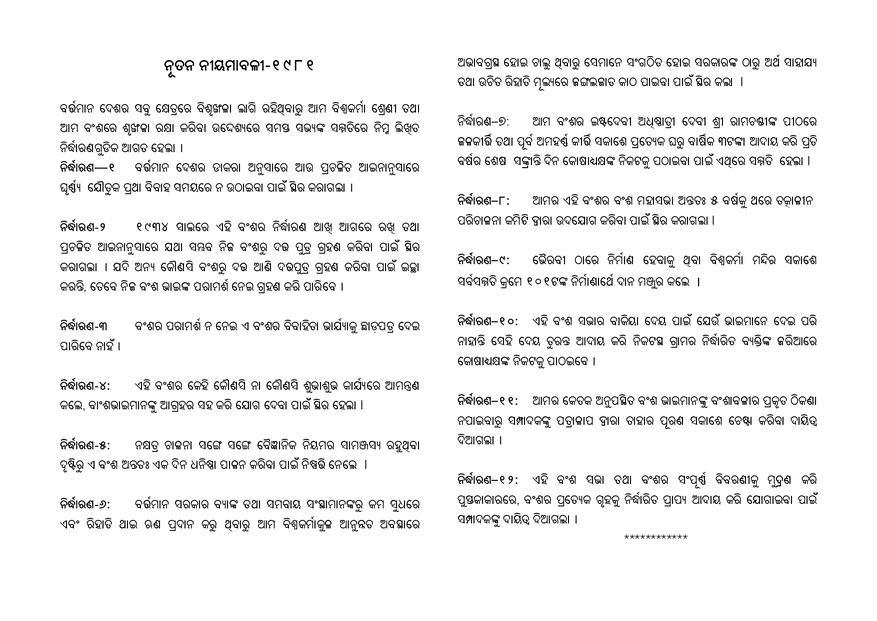 ନୂତନ ନୀୟମାବଳୀ-୧୯୮୧
ବର୍ତ୍ତମାନ ଦେଶର ସବୁ କ୍ଷେତ୍ରରେ ବିଶୃଙ୍ଖଳା ଲାଗି ରହିଥିବାରୁ ଆମ ବିଶ୍ୱକର୍ମା ଶ୍ରେଣୀ ତଥା
ଆମ ବଂଶରେ ଶୃଙ୍ଖଳା ରକ୍ଷା କରିବା ଉଦ୍ଦେଶ୍ୟରେ ସମସ୍ତ ସଭ୍ୟଙ୍କ ସମ୍ମତିରେ ନିମ୍ନ ଲିଖିତ
ନିର୍ଦ୍ଧାରଣଗୁଡିକ ଆଗତ ହେଲା ।
ନିର୍ଦ୍ଧାରଣ—୧ ବର୍ତ୍ତମାନ ଦେଶର ଡାକରା ଅନୁସାରେ ଆଉ ପ୍ରଚଳିତ ଆଇନାନୁସାରେ
ଘୃର୍ଣ୍ଣ୍ୟ ଯୌତୁକ ପ୍ରଥା ବିବାହ ସମୟରେ ନ ଉଠାଇବା ପାଇଁ ସ୍ଥିର କରାଗଲା ।
ନିର୍ଦ୍ଧାରଣ-୨ ୧୯୩୪ ସାଲରେ ଏହି ବଂଶର ନିର୍ଦ୍ଧାରଣ ଆଖି ଆଗରେ ରଖି ତଥା
ପ୍ରଚଳିତ ଆଇନାନୁସାରେ ଯଥା ସମ୍ଭବ ନିଜ ବଂଶରୁ ଦତ୍ତ ପୁତ୍ର ଗ୍ରହଣ କରିବା ପାଇଁ ସ୍ଥିର
କରାଗଲା । ଯଦି ଅନ୍ୟ କୌଣସି ବଂଶରୁ ଦତ୍ତ ଆଣି ଦତ୍ତପୁତ୍ର ଗ୍ରହଣ କରିବା ପାଇଁ ଇଚ୍ଛା
କରନ୍ତି, ତେବେ ନିଜ ବଂଶ ଭାଇଙ୍କ ପରାମର୍ଶ ନେଇ ଗ୍ରହଣ କରି ପାରିବେ ।
ନିର୍ଦ୍ଧାରଣ-୩ ବଂଶର ପରାମର୍ଶ ନ ନେଇ ଏ ବଂଶର ବିବାହିତା ଭାର୍ଯ୍ୟାକୁ ଛାଡ଼ପତ୍ର ଦେଇ
ପାରିବେ ନାହିଁ ।
ନିର୍ଦ୍ଧାରଣ-୪: ଏହି ବଂଶର କେହି କୌଣସି ନା କୌଣସି ଶୁଭାଶୁଭ କାର୍ଯ୍ୟରେ ଆମନ୍ତ୍ରଣ
କଲେ, ବାଂଶଭାଇମାନଙ୍କୁ ଆଗ୍ରହର ସହ କରି ଯୋଗ ଦେବା ପାଇଁ ସ୍ଥିର ହେଲା ।
ନିର୍ଦ୍ଧାରଣ-୫: ନକ୍ଷତ୍ର ଚାଳନା ସଙ୍ଗେ ସଙ୍ଗେ ବୈଜ୍ଞାନିକ ନିୟମର ସାମଞ୍ଜସ୍ୟ ରହୁଥିବା
ଦୃଷ୍ଟିରୁ ଏ ବଂଶ ଅନ୍ତତଃ ଏକ ଦିନ ଧନିଷ୍ଠା ପାଳନ କରିବା ପାଇଁ ନିଷ୍ପତ୍ତି ନେଲେ ।
ନିର୍ଦ୍ଧାରଣ-୬: ବର୍ତ୍ତମାନ ସରକାର ବ୍ୟାଙ୍କ ତଥା ସମବାୟ ସଂସ୍ଥାମାନଙ୍କରୁ କମ ସୁଧରେ
ଏବଂ ରିହାତି ଥାଇ ଋଣ ପ୍ରଦାନ କରୁ ଥିବାରୁ ଆମ ବିଶ୍ୱକର୍ମାକୁଳ ଆନୁନ୍ନତ ଅବସ୍ଥାରେ
ଅଭାବଗ୍ରସ୍ତ ହୋଇ ଚାଲୁ ଥିବାରୁ ସେମାନେ ସଂଗଠିତ ହୋଇ ସରକାରଙ୍କ ଠାରୁ ଅର୍ଥ ସାହାଯ୍ୟ
ତଥା ଉଚିତ ରିହାତି ମୂଲ୍ୟରେ ଜଙ୍ଗଲଜାତ କାଠ ପାଇବା ପାଇଁ ସ୍ଥିର କଲା ।
ନିର୍ଦ୍ଧାରଣ–୭: ଆମ ବଂଶର ଇଷ୍ଟଦେବୀ ଅଧିଷ୍ଠାତ୍ରୀ ଦେବୀ ଶ୍ରୀ ରାମଚଣ୍ଡୀଙ୍କ ପୀଠରେ
ଜଳକୀର୍ତ୍ତି ତଥା ପୂର୍ବ ଅମହର୍ଣ୍ଣ କୀର୍ତ୍ତି ସକାଶେ ପ୍ରତ୍ୟେକ ଘରୁ ବାର୍ଷିକ ୩ଟଙ୍କା ଆଦାୟ କରି ପ୍ରତି
ବର୍ଷର ଶେଷ ସଙ୍କ୍ରାନ୍ତି ଦିନ କୋଷାଧ୍ୟକ୍ଷଙ୍କ ନିକଟକୁ ପଠାଇବା ପାଇଁ ଏଥିରେ ସମ୍ମତି ହେଲା ।
ନିର୍ଦ୍ଧାରଣ–୮: ଆମର ଏହି ବଂଶର ବଂଶ ମହାସଭା ଅନ୍ତତଃ ୫ ବର୍ଷକୁ ଥରେ ତତ୍କାଳୀନ
ପରିଚାଳନା କମିଟି ଦ୍ୱାରା ଉଦଯୋଗ କରିବା ପାଇଁ ସ୍ଥିର କରାଗଲା ।
ନିର୍ଦ୍ଧାରଣ–୯: ଭୈରବୀ ଠାରେ ନିର୍ମାଣ ହେବାକୁ ଥିବା ବିଶ୍ୱକର୍ମା ମନ୍ଦିର ସକାଶେ
ସର୍ବସମ୍ମତି କ୍ରମେ ୧୦୧ଟଙ୍କ ନିର୍ମାଣାର୍ଥେ ଦାନ ମଞ୍ଜୁର କଲେ ।
ନିର୍ଦ୍ଧାରଣ–୧୦: ଏହି ବଂଶ ସଭାର ବାକିୟା ଦେୟ ପାଇଁ ଯେଉଁ ଭାଇମାନେ ଦେଇ ପରି
ନାହାନ୍ତି ସେହି ଦେୟ ତୁରନ୍ତ ଆଦାୟ କରି ନିକଟସ୍ଥ ଗ୍ରାମର ନିର୍ଦ୍ଧାରିତ ବ୍ୟକ୍ତିଙ୍କ ଜରିଆରେ
କୋଷାଧ୍ୟକ୍ଷଙ୍କ ନିକଟକୁ ପାଠଇବେ ।
ନିର୍ଦ୍ଧାରଣ–୧୧: ଆମର କେତକ ଅନୁପସ୍ଥିତ ବଂଶ ଭାଇମାନଙ୍କୁ ବଂଶାବଳୀର ପ୍ରକୃତ ଠିକଣା
ନପାଇବାରୁ ସମ୍ପାଦକଙ୍କୁ ପତ୍ରାଳାପ ଦ୍ୱାରା ତାହାର ପୂରଣ ସକାଶେ ଚେଷ୍ଟା କରିବା ଦାୟିତ୍ୱ
ଦିଆଗଲା ।
ନିର୍ଦ୍ଧାରଣ–୧୨: ଏହି ବଂଶ ସଭା ତଥା ବଂଶର ସଂପୂର୍ଣ୍ଣ ବିବରଣୀକୁ ମୁଦ୍ରଣ କରି
ପୁସ୍ତକାକାରରେ, ବଂଶର ପ୍ରତ୍ୟେକ ଗୃହକୁ ନିର୍ଦ୍ଧାରିତ ପ୍ରାପ୍ୟ ଆଦାୟ କରି ଯୋଗାଇବା ପାଇଁ
ସମ୍ପାଦକଙ୍କୁ ଦାୟିତ୍ୱ ଦିଆଗଲା ।
************